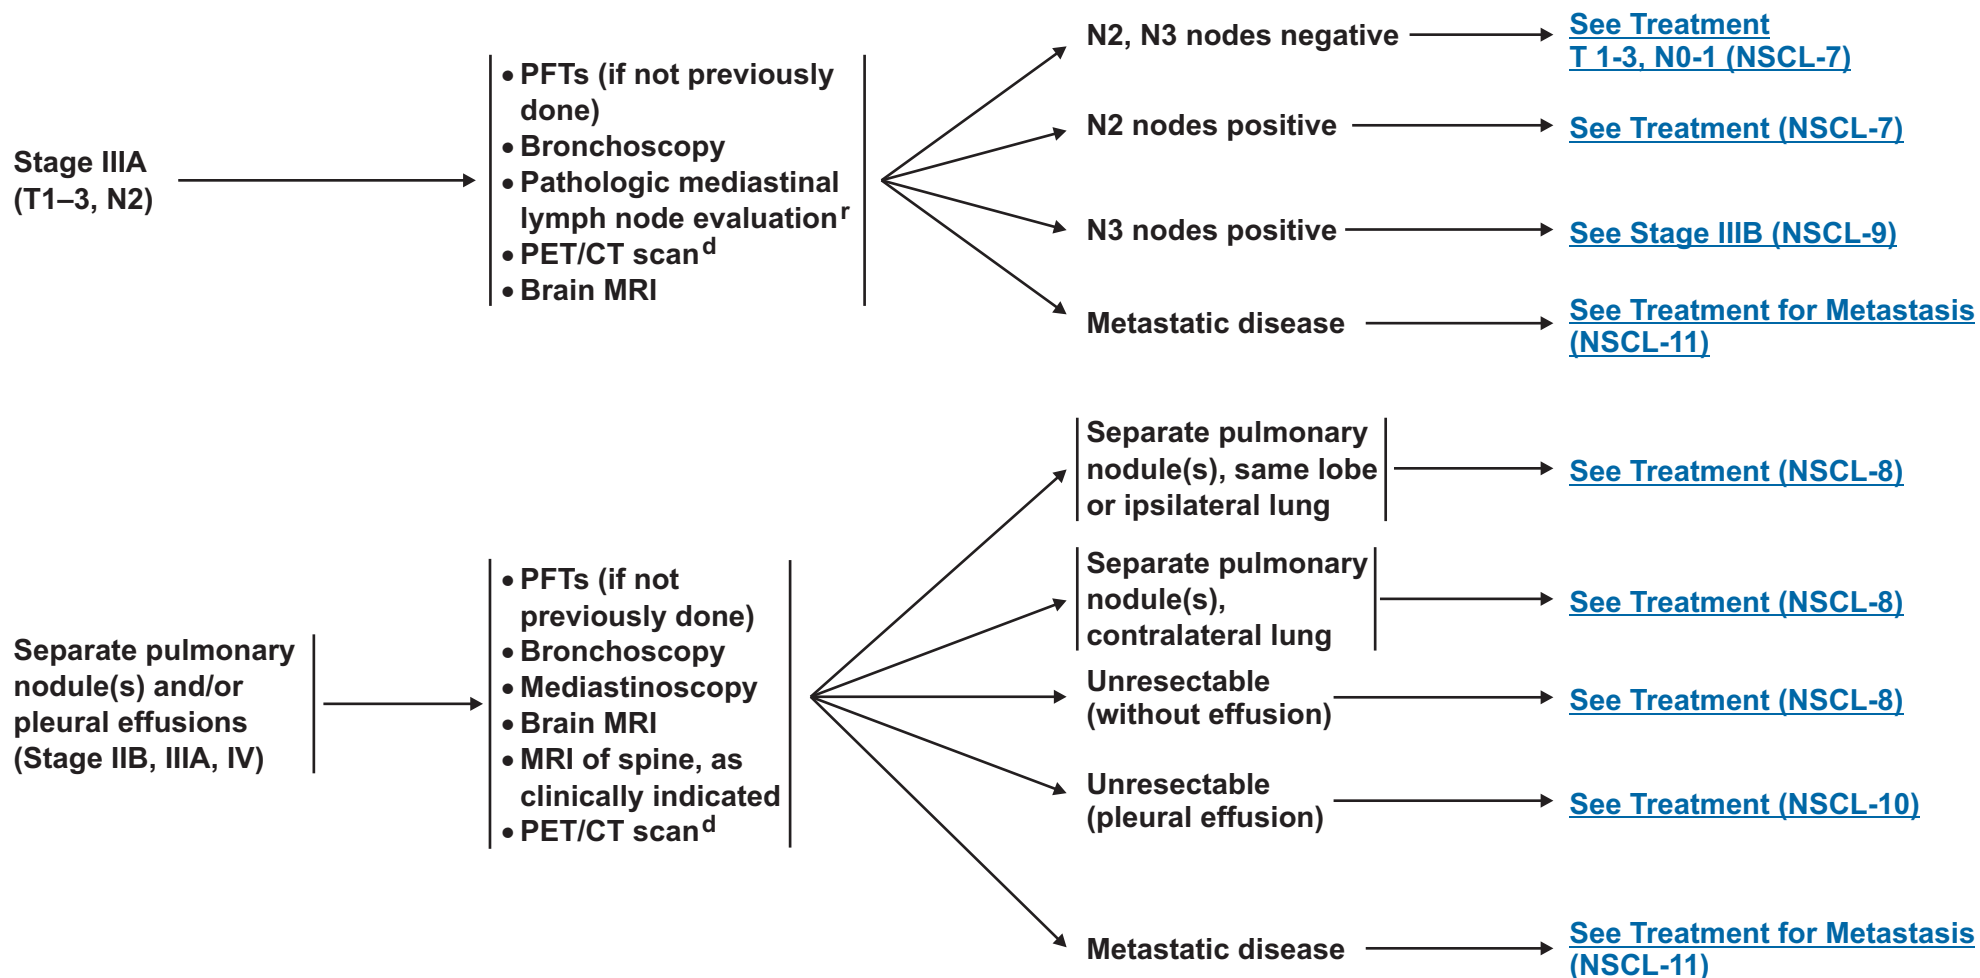 Stage IIIA
(T1–3, N2)
• PFTs (if not previously
done)
• Bronchoscopy
• Pathologic mediastinal
lymph node evaluation r
• PET/CT scan d
• Brain MRI
N2, N3 nodes negative
See Treatment
T 1-3, N0-1 (NSCL-7)
N2 nodes positive
See Treatment (NSCL-7)
N3 nodes positive
See Stage IIIB (NSCL-9)
Metastatic disease
See Treatment for Metastasis
(NSCL-11)
Separate pulmonary
nodule(s) and/or
pleural effusions
(Stage IIB, IIIA, IV)
• PFTs (if not
previously done)
• Bronchoscopy
• Mediastinoscopy
• Brain MRI
• MRI of spine, as
clinically indicated
• PET/CT scan d
Separate pulmonary
nodule(s), same lobe
or ipsilateral lung
See Treatment (NSCL-8)
Separate pulmonary
nodule(s),
contralateral lung
See Treatment (NSCL-8)
Unresectable
(without effusion)
See Treatment (NSCL-8)
Unresectable
(pleural effusion)
See Treatment (NSCL-10)
Metastatic disease
See Treatment for Metastasis
(NSCL-11)